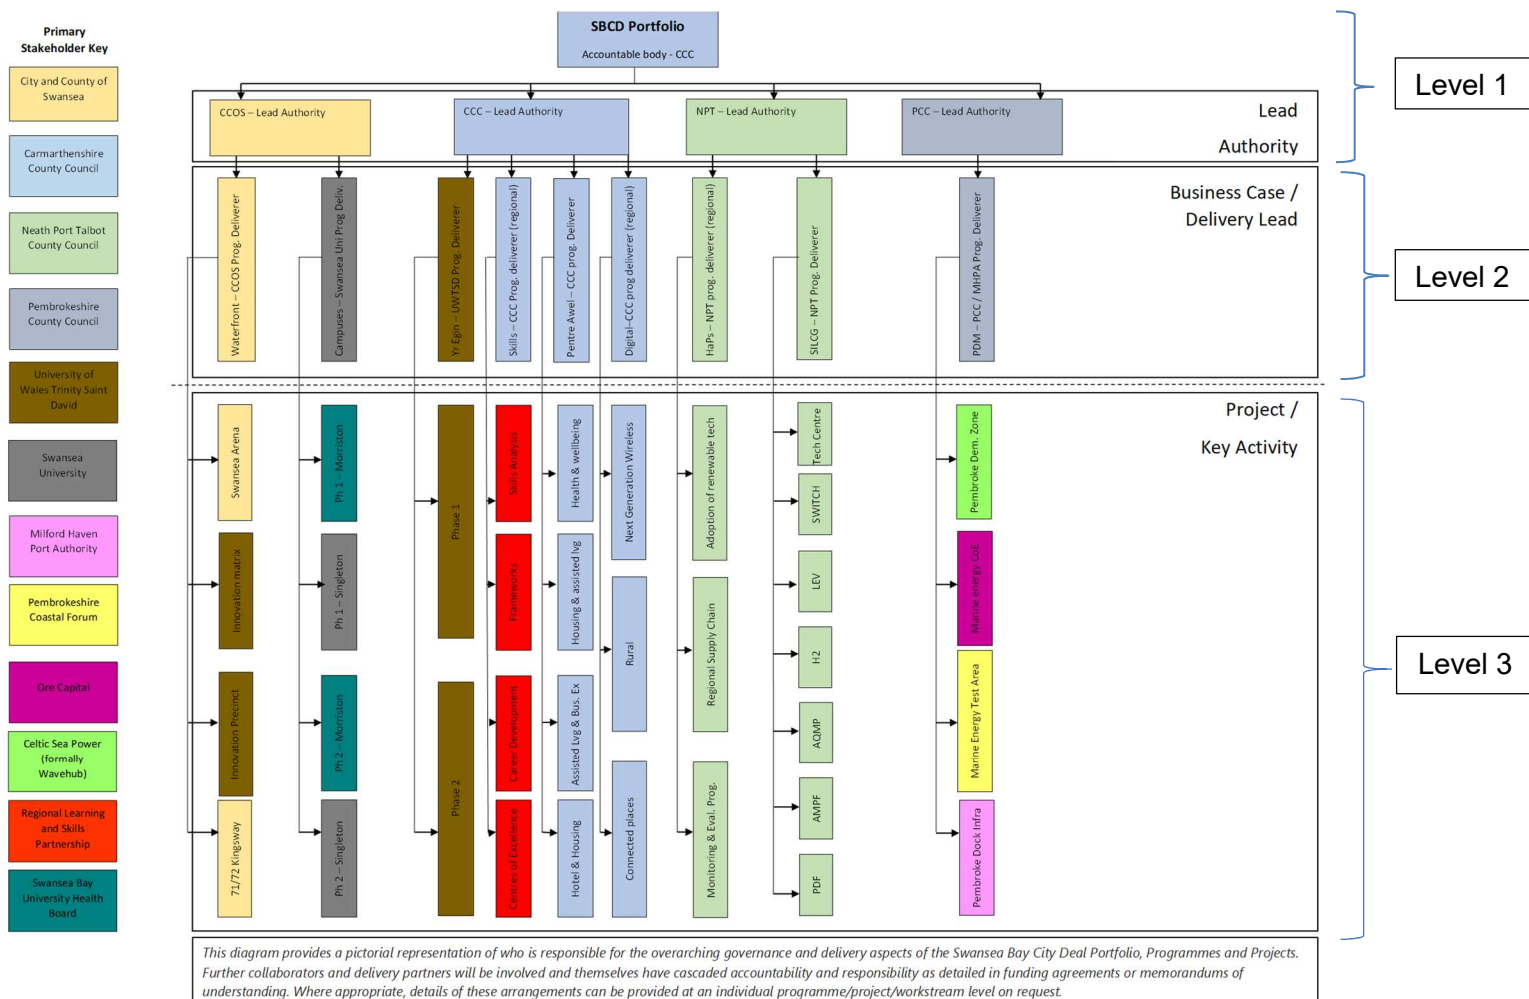 Primary
Stakeholder Key
City and County of
Swansea
Carmarthenshire
County Council
Neath Port Talbot
County Council
Pembrokeshire
County Council
University of
Wales Trinity Saint
David
Swansea
University
Milford Haven
Port Authority
Pembrokeshire
Coastal Forum
Ore Capital
Celtic Sea Power
(formally
Wavehub)
Regional Learning
and Skills
Partnership
Swansea Bay
University Health
Board
SBCD Portfolio
Accountable body - CCC
CCOS – Lead Authority
CCC – Lead Authority
NPT – Lead Authority
PCC – Lead Authority
Lead
Authority
Waterfront – CCOS Prog. Deliverer
Campuses – Swansea Uni Prog Deliv.
Yr Egin – UWTSD Prog. Deliverer
Skills – CCC Prog. deliverer (regional)
Pentre Awel – CCC prog. Deliverer
Digital–CCC prog deliverer (regional)
HaPs – NPT prog. deliverer (regional)
SILCG – NPT Prog. Deliverer
PDM – PCC / MHPA Prog. Deliverer
Business Case /
Delivery Lead
Swansea Arena
Innovation matrix
Innovation Precinct
71/72 Kingsway
Ph 1 – Morriston
Ph 1 – Singleton
Ph 2 – Morriston
Ph 2 – Singleton
Phase 1
Phase 2
Skills Analysis
Frameworks
Career Development
Centres of Excellence
Health & wellbeing
Housing & assisted lvg
Assisted Lvg & Bus. Ex
Hotel & Housing
Next Generation Wireless
Rural
Connected places
Adoption of renewable tech
Regional Supply Chain
Monitoring & Eval. Prog.
Tech Centre
SWITCH
LEV
H2
AQMP
AMPF
PDF
Pembroke Dem. Zone
Marine energy CoE
Marine Energy Test Area
Pembroke Dock Infra
Project /
Key Activity
Level 1
Level 2
Level 3
This diagram provides a pictorial representation of who is responsible for the overarching governance and delivery aspects of the Swansea Bay City Deal Portfolio, Programmes and Projects.
Further collaborators and delivery partners will be involved and themselves have cascaded accountability and responsibility as detailed in funding agreements or memorandums of
understanding. Where appropriate, details of these arrangements can be provided at an individual programme/project/workstream level on request.